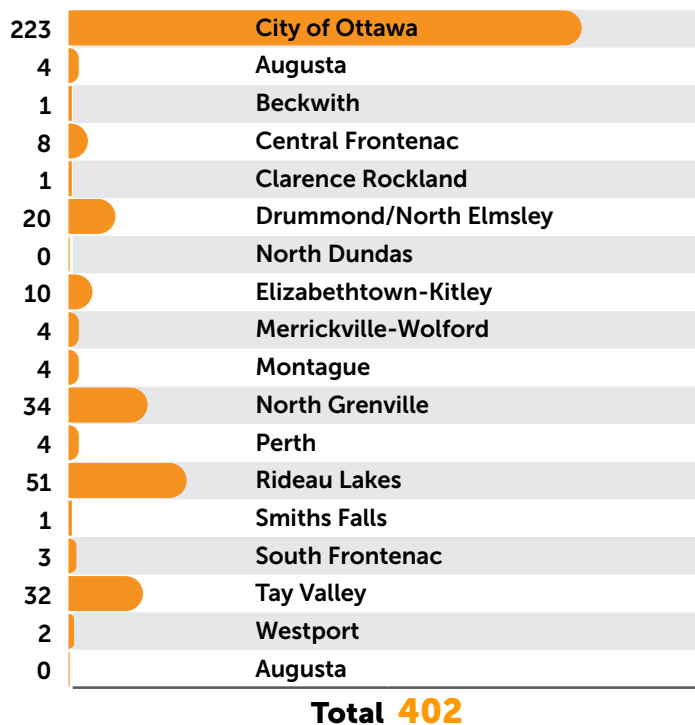 223 City of Ottawa
4 Augusta
1 Beckwith
8 Central Frontenac
1 Clarence Rockland
20 Drummond/North Elmsley
0 North Dundas
10 Elizabethtown-Kitley
4 Merrickville-Wolford
4 Montague
34 North Grenville
4 Perth
51 Rideau Lakes
1 Smiths Falls
3 South Frontenac
32 Tay Valley
2 Westport
0 Augusta
Total 402